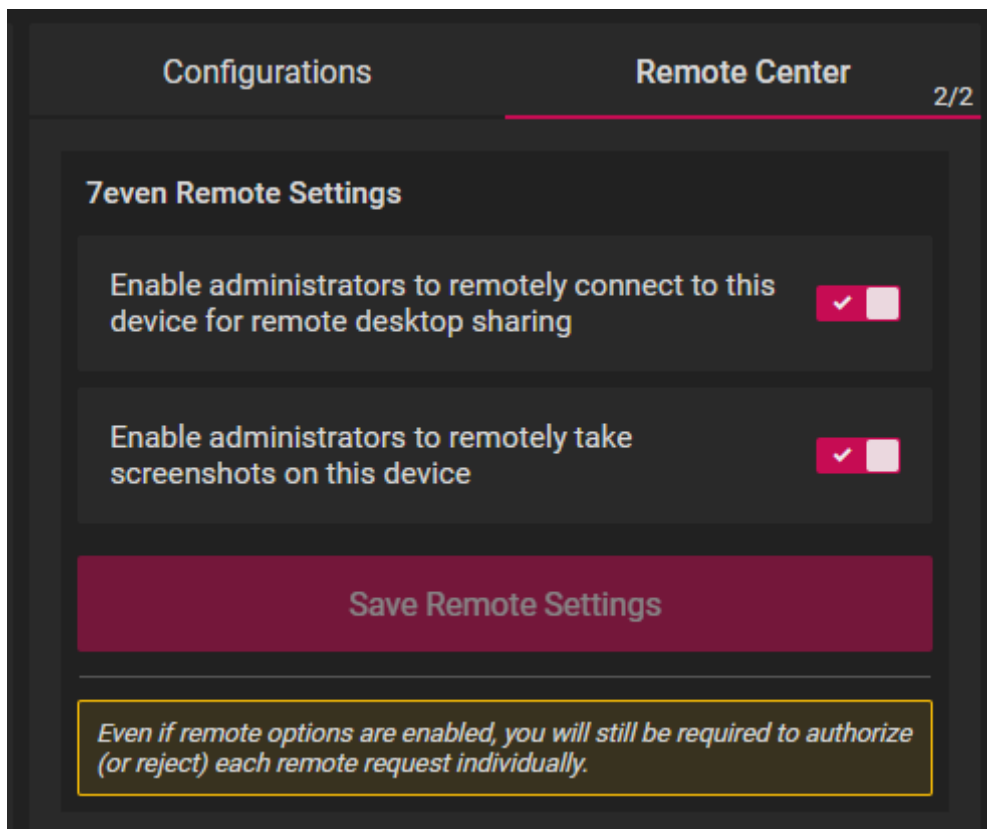 Configurations
Remote Center
2/2
7even Remote Settings
Enable administrators to remotely connect to this
device for remote desktop sharing
Enable administrators to remotely take
screenshots on this device
Save Remote Settings
Even if remote options are enabled, you will still be required to authorize
(or reject) each remote request individually.